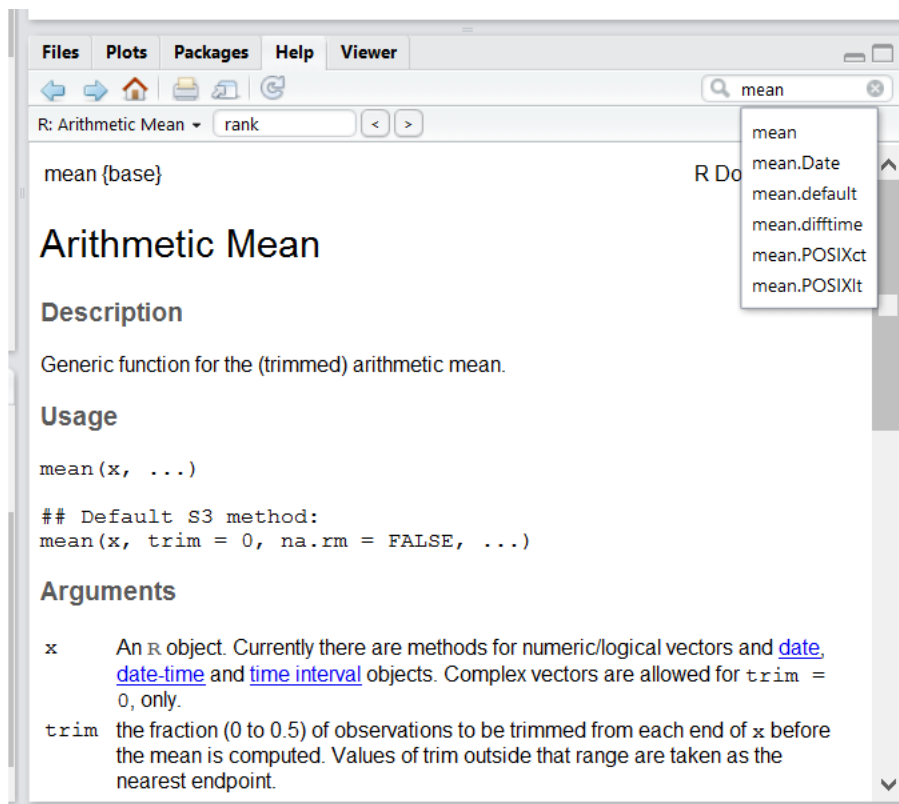 Files Plots Packages Help Viewer
mean
R: Arithmetic Mean rank < >
mean
mean.Date
mean.default
mean.difftime
mean.POSIXct
mean.POSIXlt
mean {base} R Do
Arithmetic Mean
Description
Generic function for the (trimmed) arithmetic mean.
Usage
mean(x, ...)
## Default S3 method:
mean(x, trim = 0, na.rm = FALSE, ...)
Arguments
x An R object. Currently there are methods for numeric/logical vectors and date,
date-time and time interval objects. Complex vectors are allowed for trim =
0, only.
trim the fraction (0 to 0.5) of observations to be trimmed from each end of x before
the mean is computed. Values of trim outside that range are taken as the
nearest endpoint.